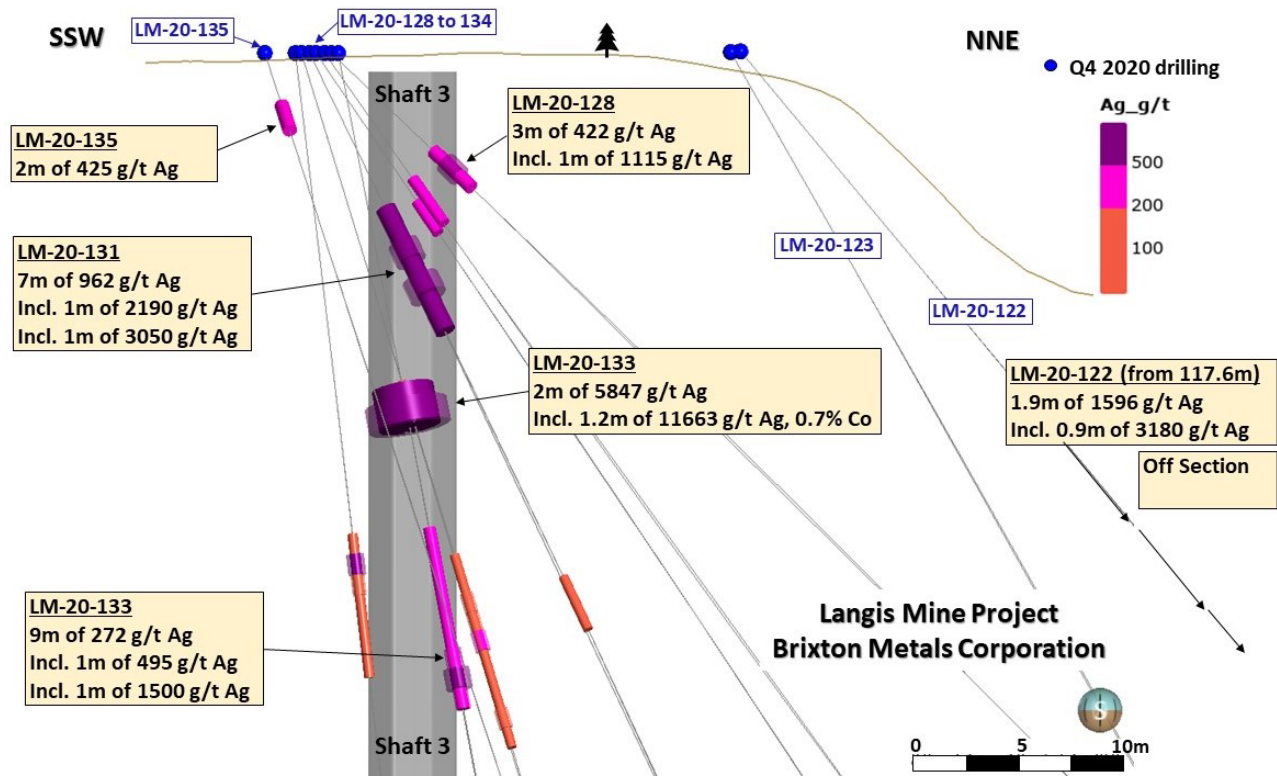 SSW
LM-20-135
LM-20-128 to 134
NNE
Q4 2020 drilling
Ag_g/t
500
200
100
Shaft 3
LM-20-128
3m of 422 g/t Ag
Incl. 1m of 1115 g/t Ag
LM-20-135
2m of 425 g/t Ag
LM-20-131
7m of 962 g/t Ag
Incl. 1m of 2190 g/t Ag
Incl. 1m of 3050 g/t Ag
LM-20-123
LM-20-122
LM-20-133
2m of 5847 g/t Ag
Incl. 1.2m of 11663 g/t Ag, 0.7% Co
LM-20-122 (from 117.6m)
1.9m of 1596 g/t Ag
Incl. 0.9m of 3180 g/t Ag
Off Section
LM-20-133
9m of 272 g/t Ag
Incl. 1m of 495 g/t Ag
Incl. 1m of 1500 g/t Ag
Langis Mine Project
Brixton Metals Corporation
Shaft 3
S
0 5 10m